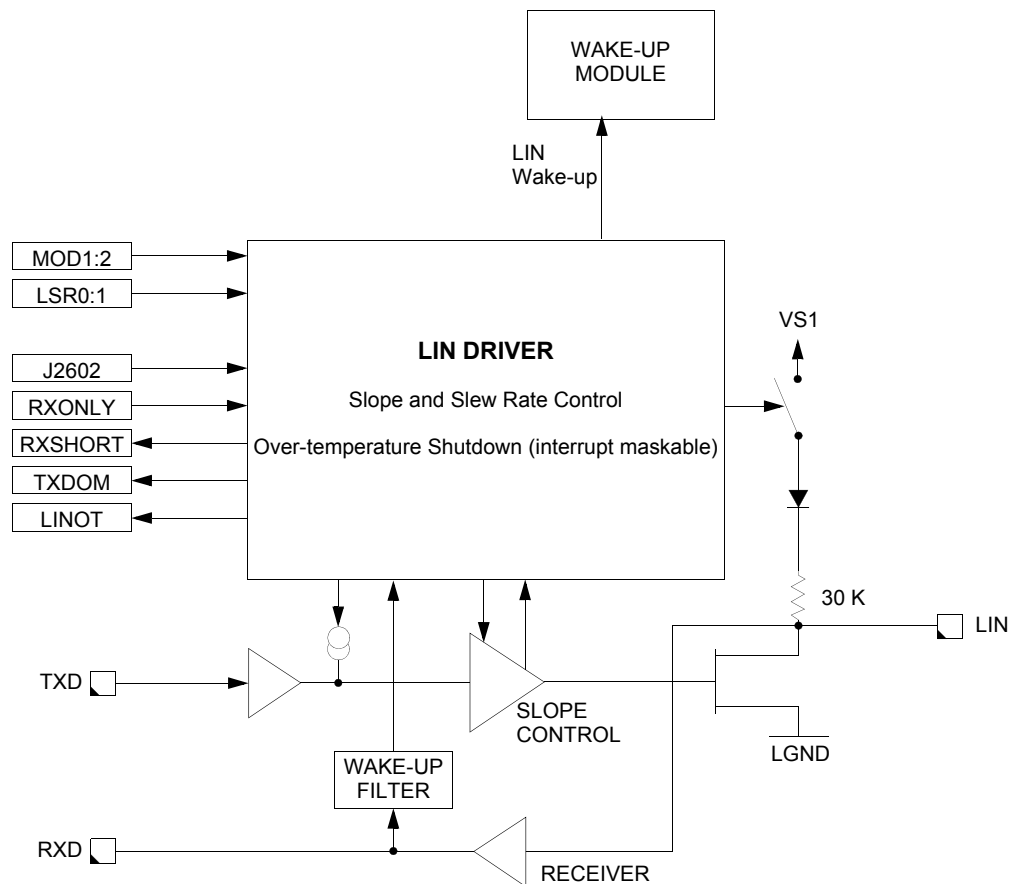 WAKE-UP
MODULE
LIN
Wake-up
MOD1:2
LSR0:1
J2602
RXONLY
RXSHORT
TXDOM
LINOT
LIN DRIVER
Slope and Slew Rate Control
Over-temperature Shutdown (interrupt maskable)
VS1
30 K
LIN
TXD
SLOPE
CONTROL
LGND
WAKE-UP
FILTER
RXD
RECEIVER